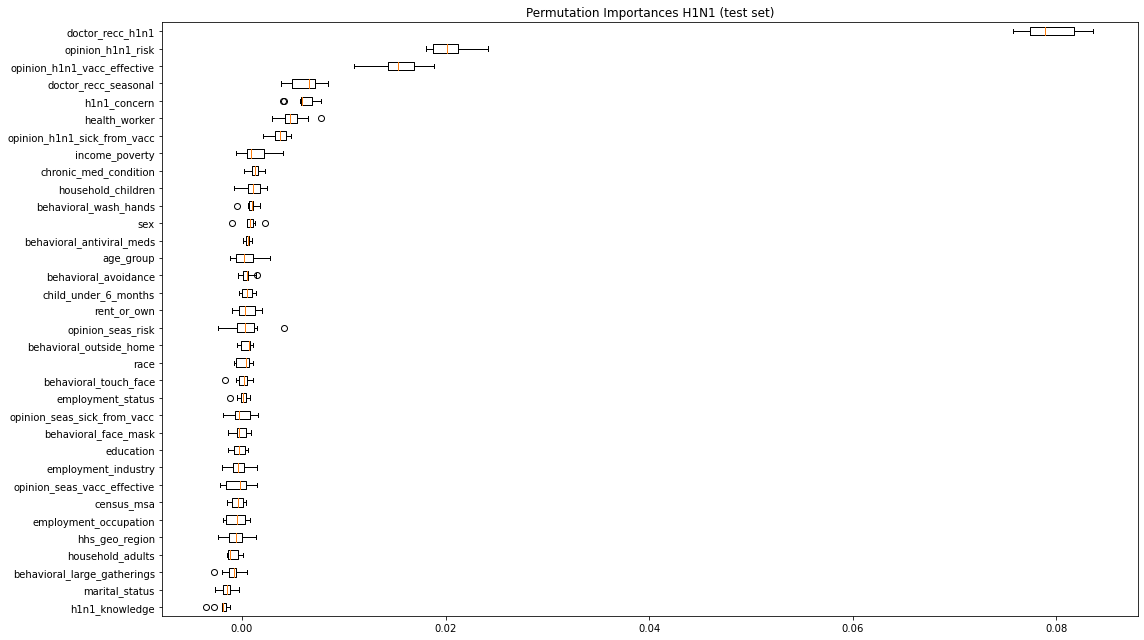 Permutation Importances H1N1 (test set)
doctor_recc_h1n1
opinion_h1n1_risk
opinion_h1n1_vacc_effective
doctor_recc_seasonal
h1n1_concern
health_worker
opinion_h1n1_sick_from_vacc
income_poverty
chronic_med_condition
household_children
behavioral_wash_hands
sex
behavioral_antiviral_meds
age_group
behavioral_avoidance
child_under_6_months
rent_or_own
opinion_seas_risk
behavioral_outside_home
race
behavioral_touch_face
employment_status
opinion_seas_sick_from_vacc
behavioral_face_mask
education
employment_industry
opinion_seas_vacc_effective
census_msa
employment_occupation
hhs_geo_region
household_adults
behavioral_large_gatherings
marital_status
h1n1_knowledge
0.00 0.02 0.04 0.06 0.08